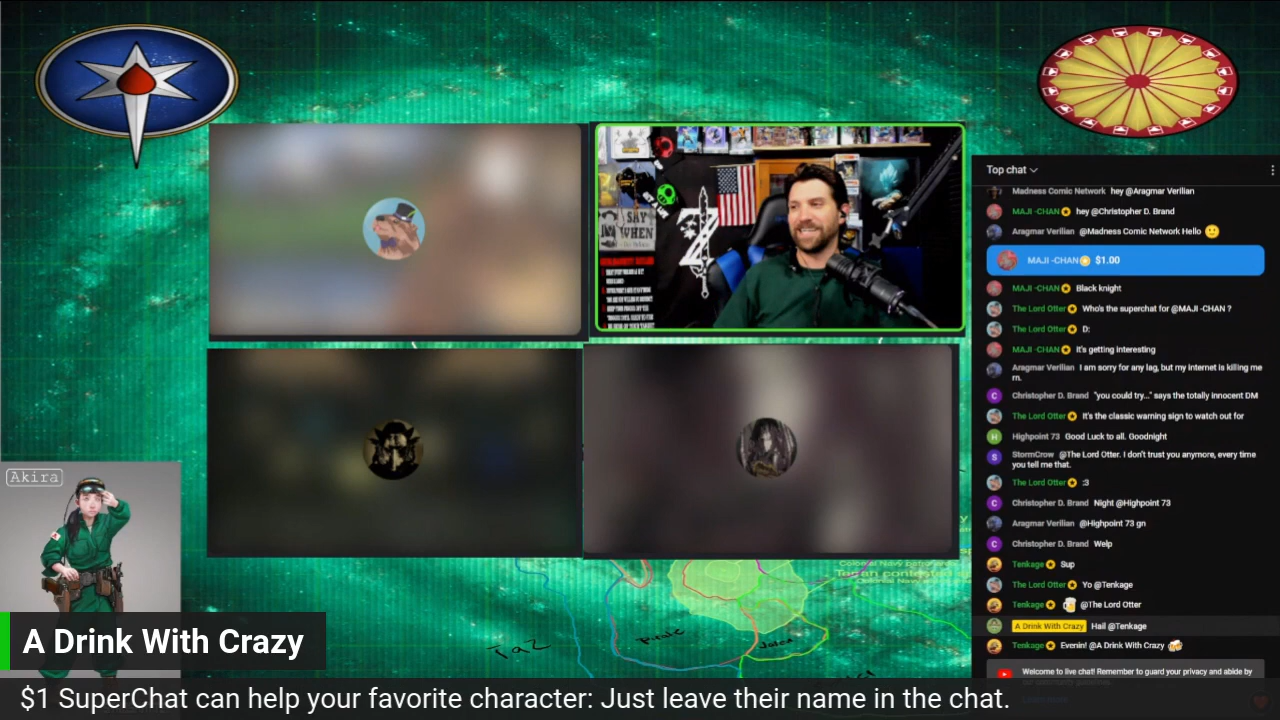 Top chat
Madness Comic Network hey @Aragmar Verilian
MAJI -CHAN hey @Christopher D. Brand
Aragmar Verilian @Madness Comic Network Hello
MAJI -CHAN $1.00
MAJI -CHAN Black knight
The Lord Otter Who's the superchat for @MAJI -CHAN ?
The Lord Otter D:
MAJI -CHAN It's getting interesting
Aragmar Verilian I am sorry for any lag, but my internet is killing me
rn.
Christopher D. Brand "you could try..." says the totally innocent DM
The Lord Otter It's the classic warning sign to watch out for
Highpoint 73 Good Luck to all. Goodnight
StormCrow @The Lord Otter. I don't trust you anymore, every time
you tell me that.
The Lord Otter :3
Christopher D. Brand Night @Highpoint 73
Aragmar Verilian @Highpoint 73 gn
Christopher D. Brand Welp
Tenkage Sup
The Lord Otter Yo @Tenkage
Tenkage @The Lord Otter
A Drink With Crazy Hail @Tenkage
Tenkage Evenin! @A Drink With Crazy
Welcome to live chat! Remember to guard your privacy and abide by
SAY
WHEN
Akira
Colonial Navy
TaZ
Pirate
A Drink With Crazy
$1 SuperChat can help your favorite character: Just leave their name in the chat.